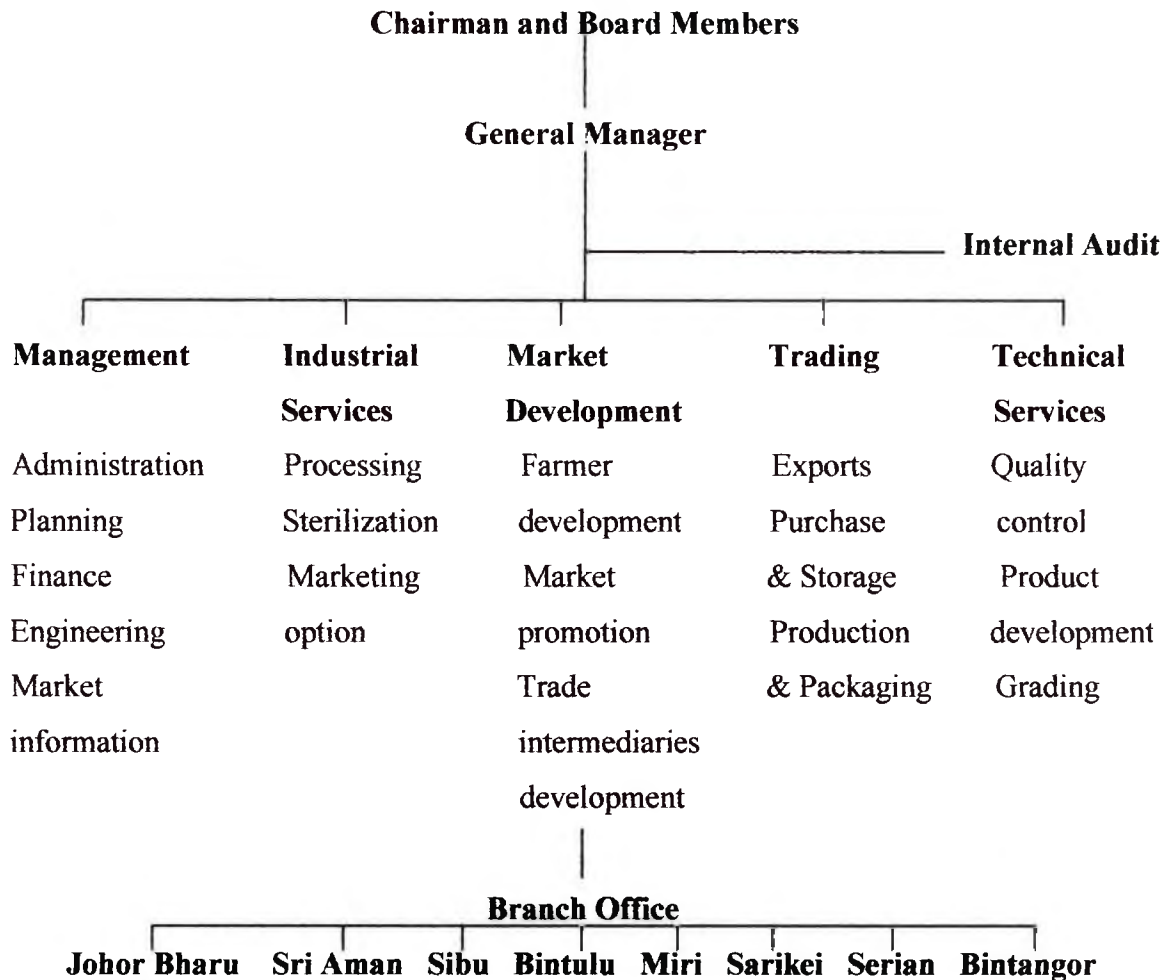 Chairman and Board Members
General Manager
Internal Audit
Management
Administration
Planning
Finance
Engineering
Market
information
Industrial
Services
Processing
Sterilization
Marketing
option
Market
Development
Farmer
development
Market
promotion
Trade
intermediaries
development
Trading
Exports
Purchase
& Storage
Production
& Packaging
Technical
Services
Quality
control
Product
development
Grading
Branch Office
Johor Bharu Sri Aman Sibu Bintulu Miri Sarikei Serian Bintangor